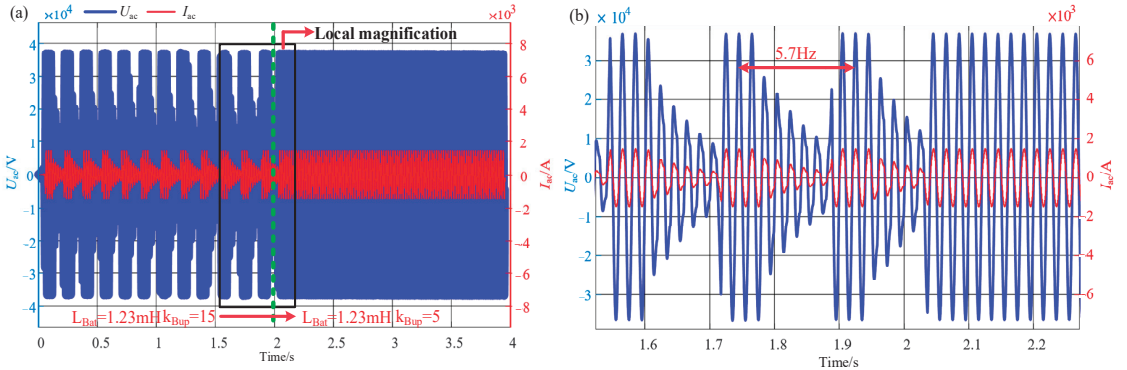 (a)
×10⁴
U_ac
I_ac
×10³
4
3
2
1
0
−1
−2
−3
−4
U_ac/V
8
6
4
2
0
−2
−4
−6
−8
I_ac/A
Local magnification
L_Bat=1.23mH k_Bup=15
L_Bat=1.23mH k_Bup=5
0 0.5 1 1.5 2 2.5 3 3.5 4
Time/s
(b)
× 10⁴
×10³
3
2
1
0
−1
−2
−3
U_ac/V
6
4
2
0
−2
−4
−6
I_ac/A
5.7Hz
1.6 1.7 1.8 1.9 2 2.1 2.2
Time/s